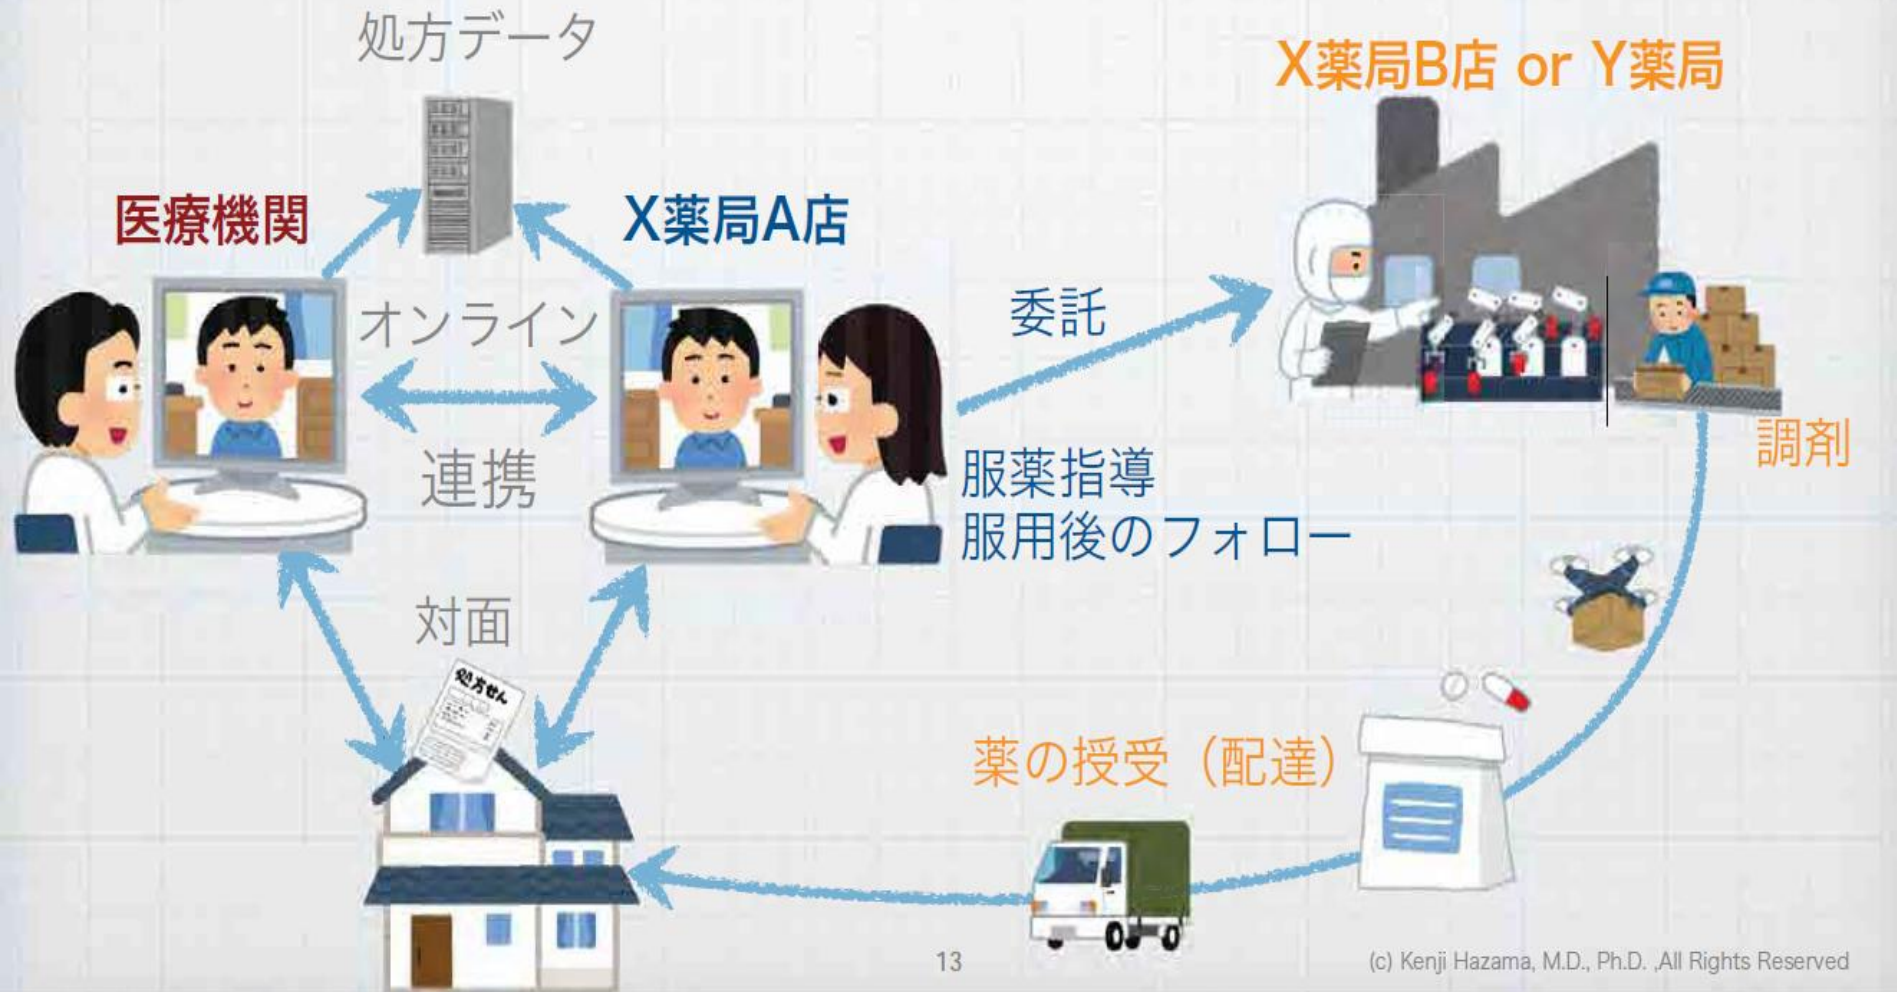 処方データ
X薬局B店 or Y薬局
医療機関
X薬局A店
オンライン
委託
連携
服薬指導
服用後のフォロー
調剤
対面
処方せん
薬の授受（配達）
13
(c) Kenji Hazama, M.D., Ph.D. ,All Rights Reserved